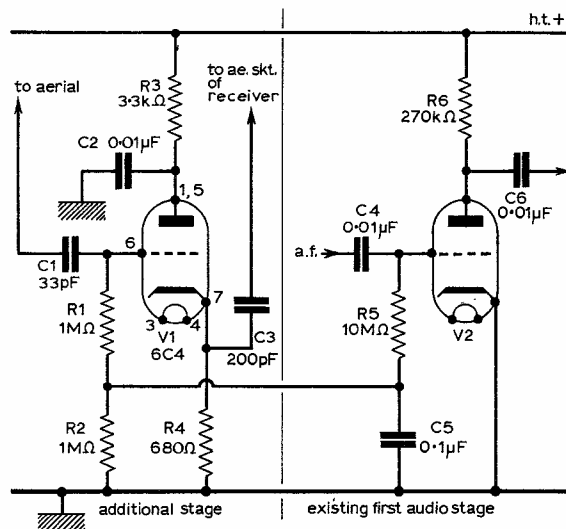 h.t.+
to aerial
R3
3·3kΩ
to ae. skt.
of
receiver
R6
270kΩ
C2 0·01µF
1,5
C6
0·01µF
C4
0·01µF
6
a.f.
C1
33pF
7
R1
1MΩ
3
4
V1
6C4
C3
200pF
R5
10MΩ
V2
R2
1MΩ
R4
680Ω
C5
0·1µF
additional stage
existing first audio stage